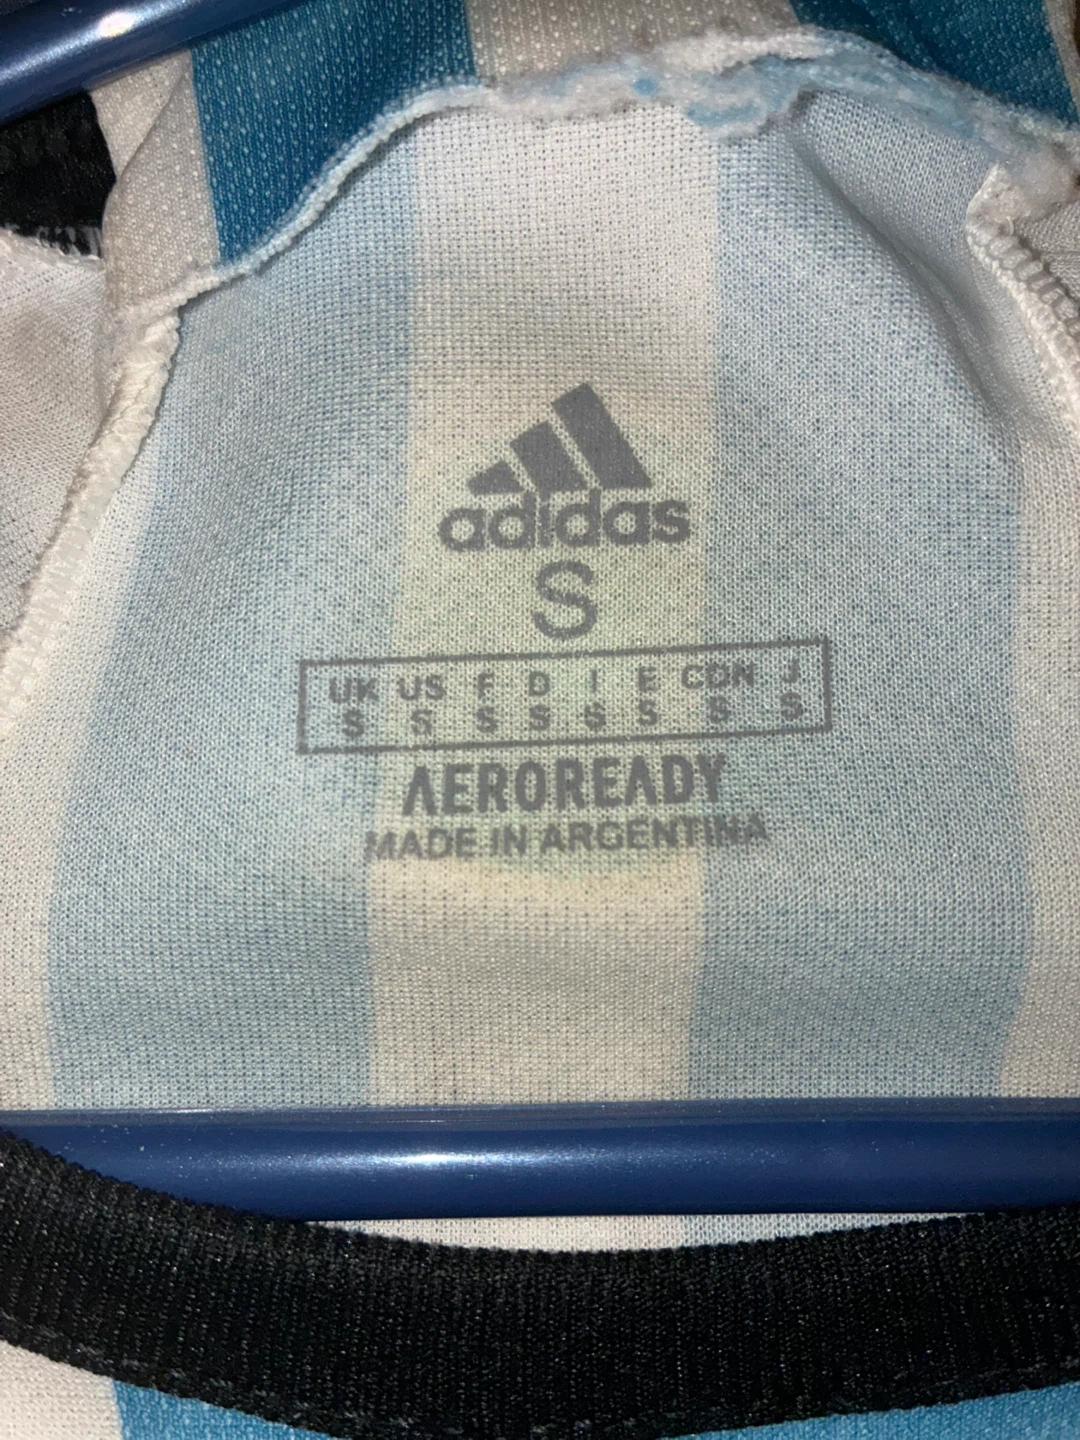 adidas
S
UK US F D I E CDN J
S S S S S S S S
AEROREADY
MADE IN ARGENTINA